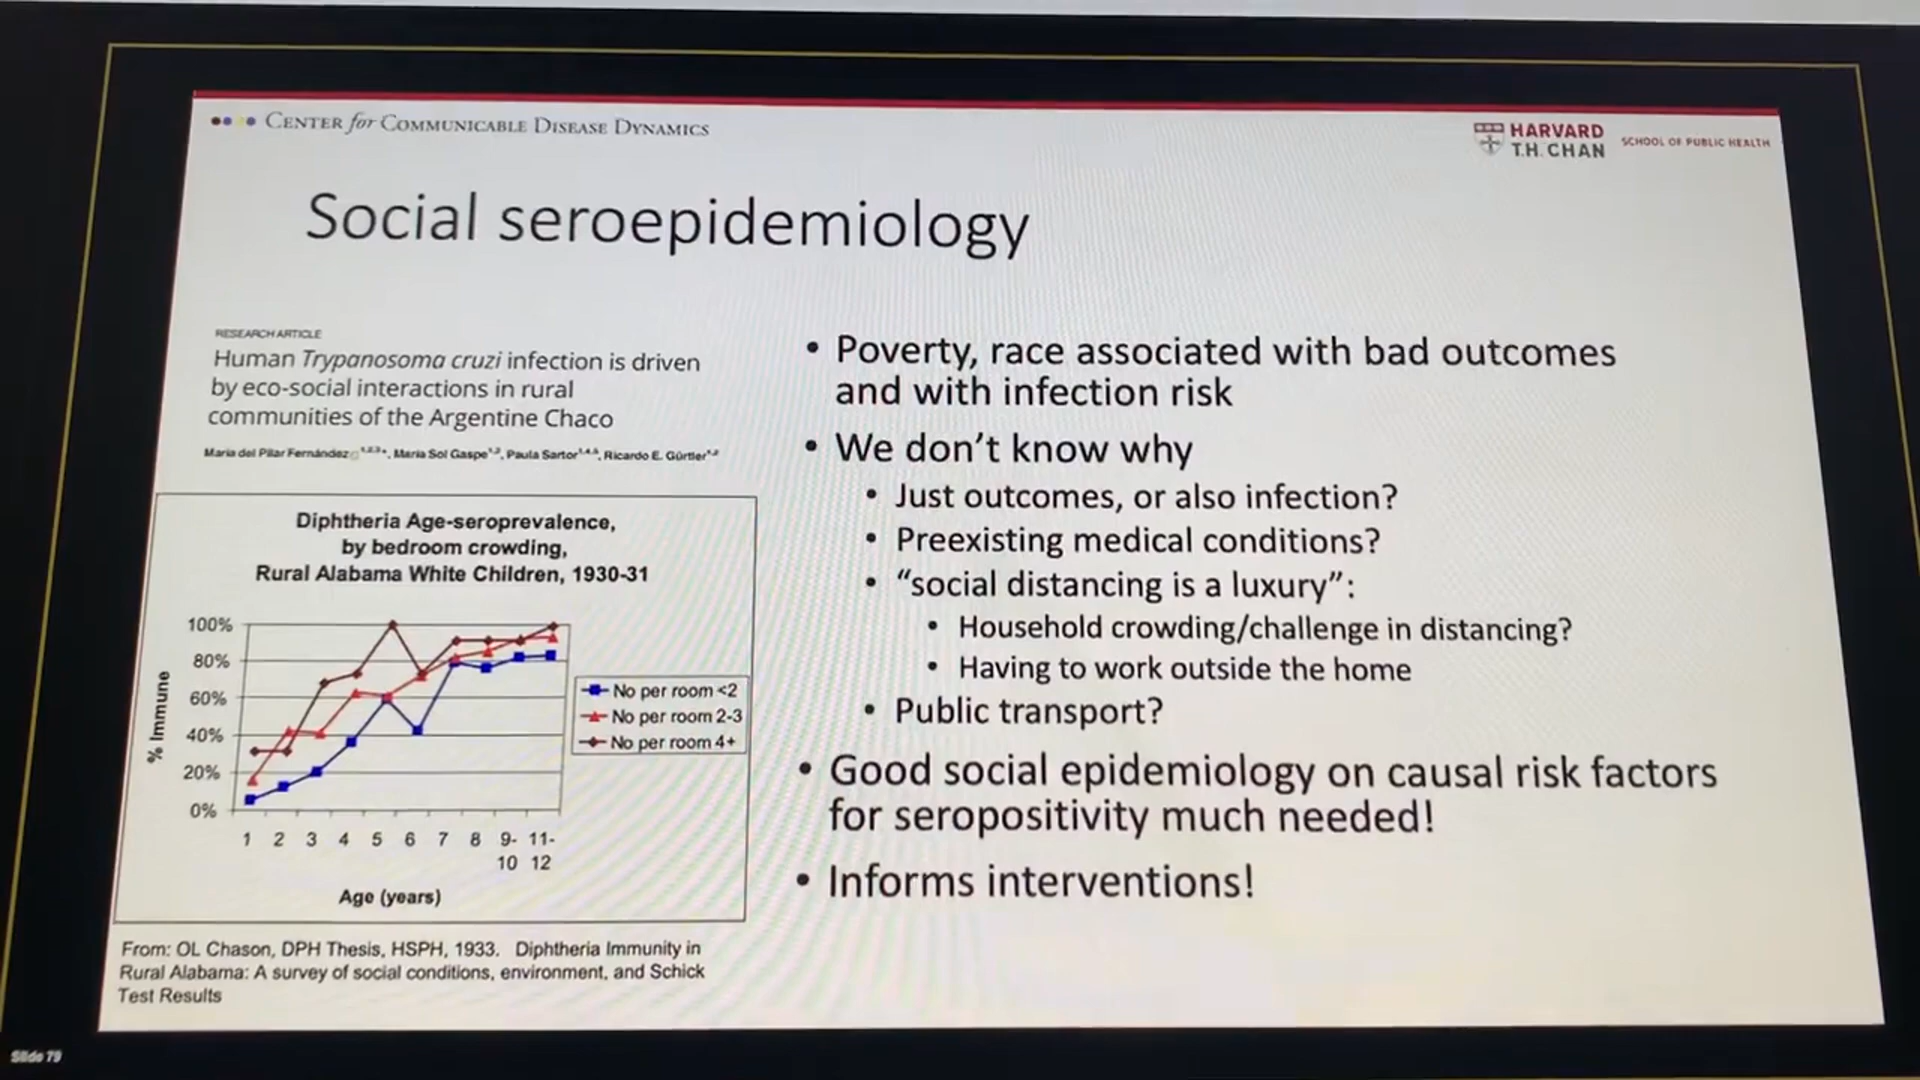 CENTER for COMMUNICABLE DISEASE DYNAMICS
HARVARD
T.H. CHAN
SCHOOL OF PUBLIC HEALTH
Social seroepidemiology
RESEARCH ARTICLE
Human Trypanosoma cruzi infection is driven
by eco-social interactions in rural
communities of the Argentine Chaco
Maria del Pilar Fernández, Maria Sol Gaspe, Paula Sartor, Ricardo E. Gürtler
Diphtheria Age-seroprevalence,
by bedroom crowding,
Rural Alabama White Children, 1930-31
100%
80%
60%
40%
20%
0%
% Immune
1 2 3 4 5 6 7 8 9- 11-
10 12
Age (years)
No per room <2
No per room 2-3
No per room 4+
From: OL Chason, DPH Thesis, HSPH, 1933. Diphtheria Immunity in
Rural Alabama: A survey of social conditions, environment, and Schick
Test Results
• Poverty, race associated with bad outcomes
and with infection risk
• We don't know why
• Just outcomes, or also infection?
• Preexisting medical conditions?
• “social distancing is a luxury”:
• Household crowding/challenge in distancing?
• Having to work outside the home
• Public transport?
• Good social epidemiology on causal risk factors
for seropositivity much needed!
• Informs interventions!
Slide 79